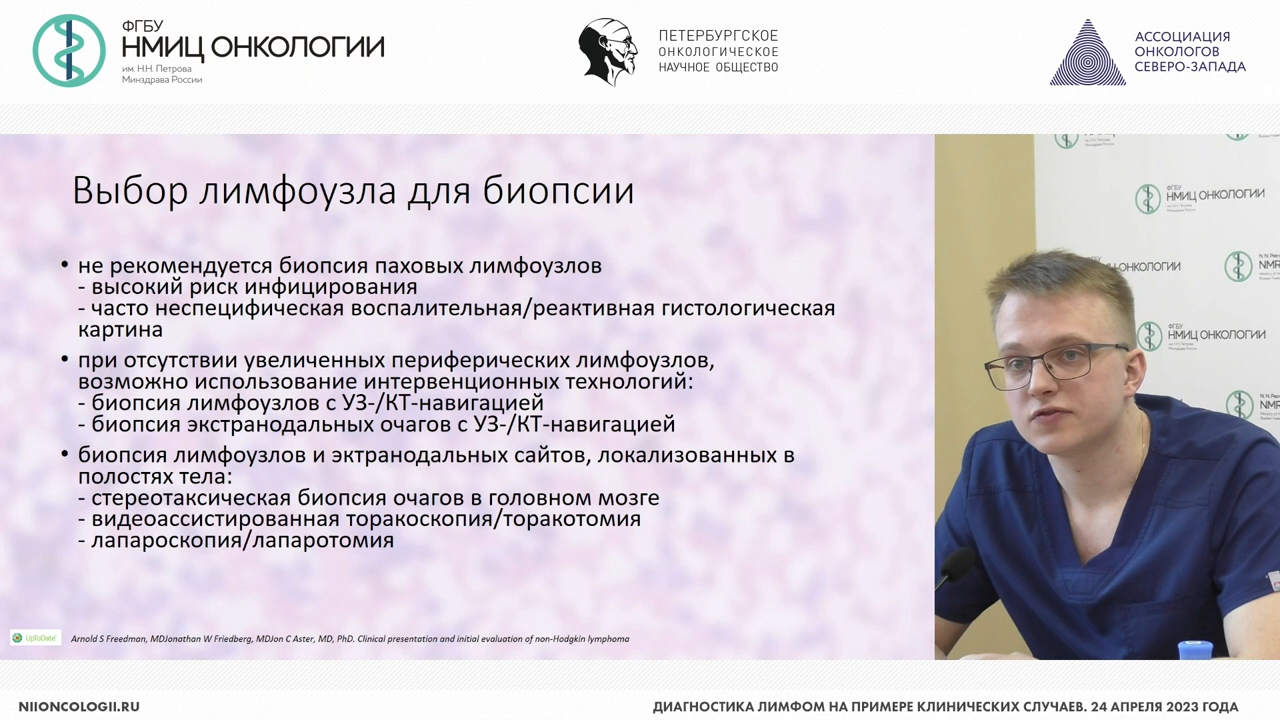 ФГБУ
НМИЦ ОНКОЛОГИИ
им. Н.Н. Петрова
Минздрава России
ПЕТЕРБУРГСКОЕ
ОНКОЛОГИЧЕСКОЕ
НАУЧНОЕ ОБЩЕСТВО
АССОЦИАЦИЯ
ОНКОЛОГОВ
СЕВЕРО-ЗАПАДА
Выбор лимфоузла для биопсии
• не рекомендуется биопсия паховых лимфоузлов
- высокий риск инфицирования
- часто неспецифическая воспалительная/реактивная гистологическая
картина
• при отсутствии увеличенных периферических лимфоузлов,
возможно использование интервенционных технологий:
- биопсия лимфоузлов с УЗ-/КТ-навигацией
- биопсия экстранодальных очагов с УЗ-/КТ-навигацией
• биопсия лимфоузлов и эктранодальных сайтов, локализованных в
полостях тела:
- стереотаксическая биопсия очагов в головном мозге
- видеоассистированная торакоскопия/торакотомия
- лапароскопия/лапаротомия
UpToDate
Arnold S Freedman, MDJonathan W Friedberg, MDJon C Aster, MD, PhD. Clinical presentation and initial evaluation of non-Hodgkin lymphoma
ФГБУ
НМИЦ ОНКОЛОГИИ
ОНКОЛОГИИ
NMR
НМИЦ ОНКОЛОГИИ
NMR
NIIONCOLOGII.RU
ДИАГНОСТИКА ЛИМФОМ НА ПРИМЕРЕ КЛИНИЧЕСКИХ СЛУЧАЕВ. 24 АПРЕЛЯ 2023 ГОДА